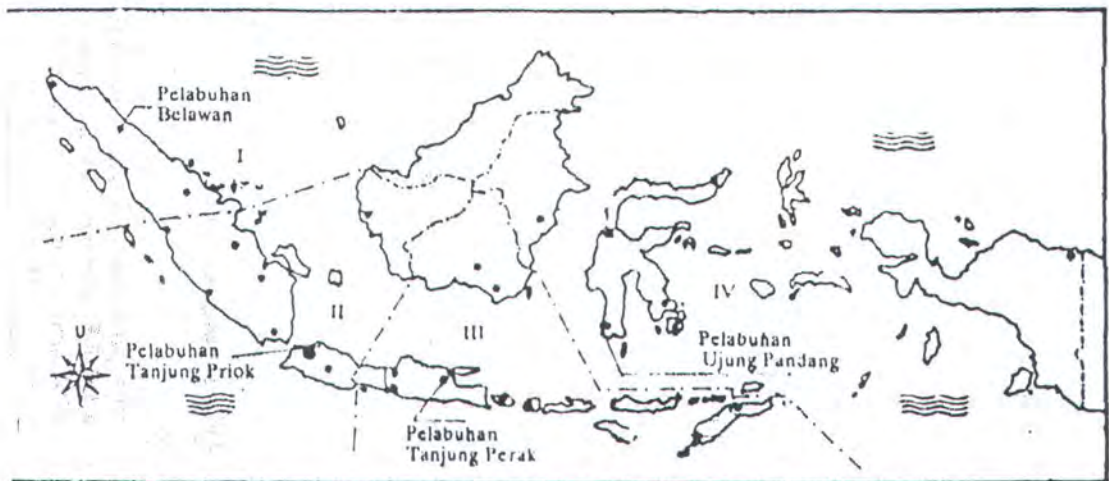 Pelabuhan
Belawan
I
II
III
IV
U
Pelabuhan
Tanjung Priok
Pelabuhan
Ujung Pandang
Pelabuhan
Tanjung Perak